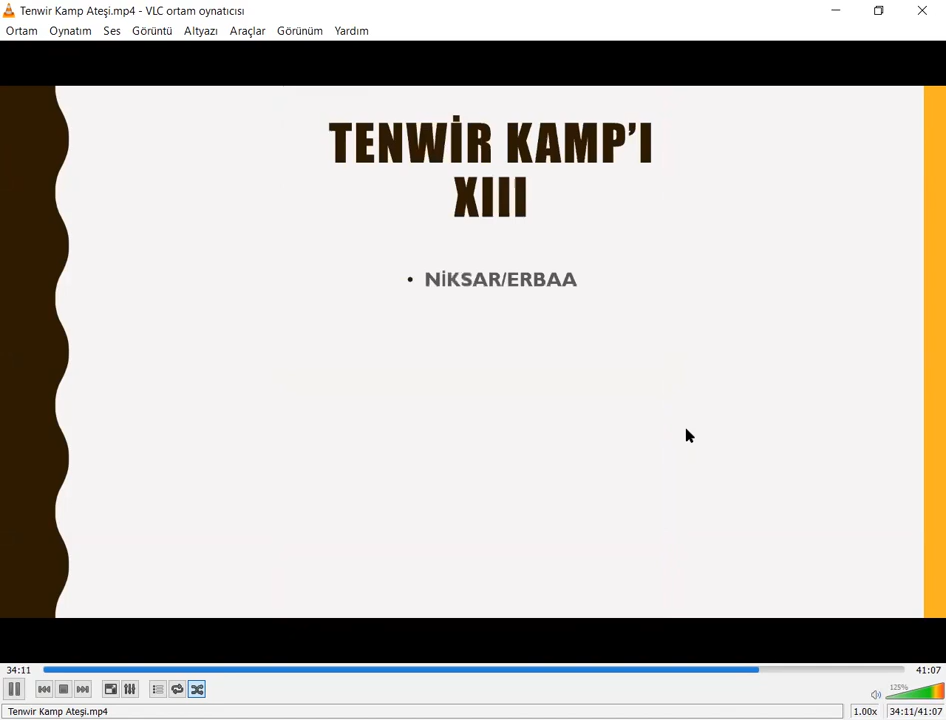 Tenwir Kamp Ateşi.mp4 - VLC ortam oynatıcısı
Ortam Oynatım Ses Görüntü Altyazı Araçlar Görünüm Yardım
TENWİR KAMP’I
XIII
• NİKSAR/ERBAA
34:11 41:07
125%
Tenwir Kamp Ateşi.mp4 1.00x 34:11/41:07